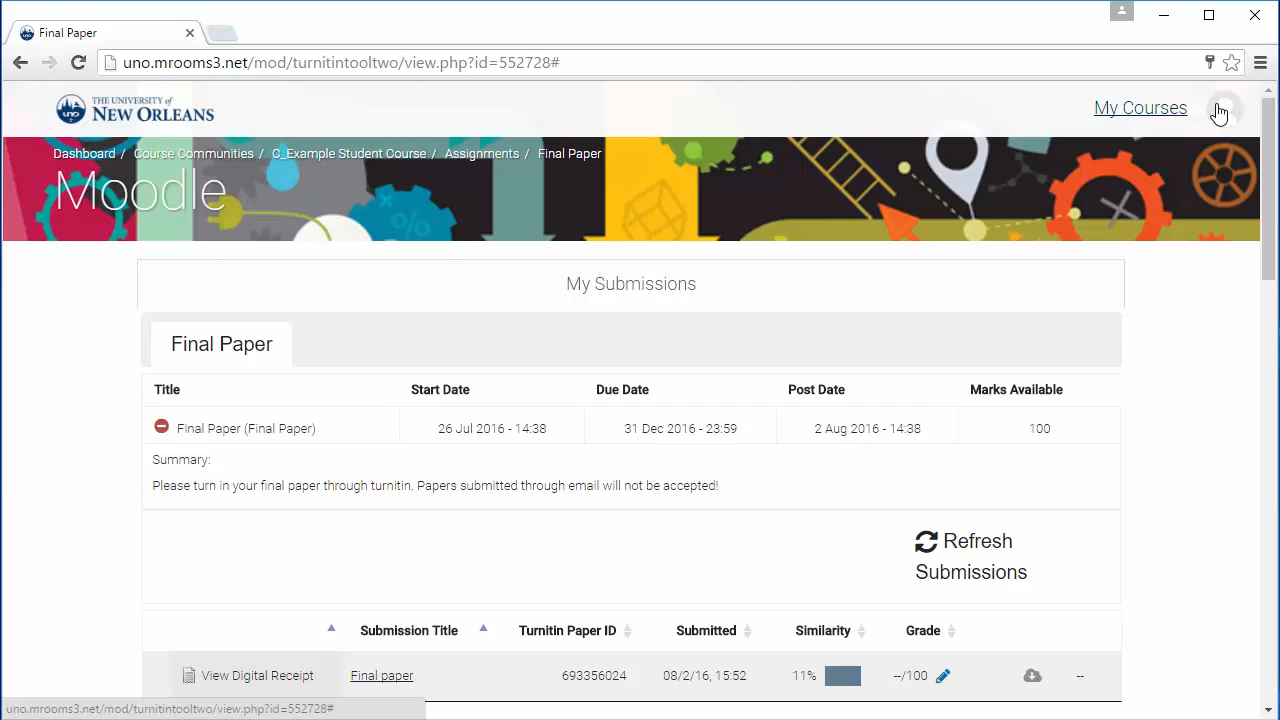 Final Paper
uno.mrooms3.net/mod/turnitintooltwo/view.php?id=552728#
THE UNIVERSITY of
NEW ORLEANS
uno
My Courses
Dashboard / Course Communities / C_Example Student Course / Assignments / Final Paper
Moodle
My Submissions
Final Paper
Title Start Date Due Date Post Date Marks Available
Final Paper (Final Paper) 26 Jul 2016 - 14:38 31 Dec 2016 - 23:59 2 Aug 2016 - 14:38 100
Summary:
Please turn in your final paper through turnitin. Papers submitted through email will not be accepted!
Refresh
Submissions
Submission Title Turnitin Paper ID Submitted Similarity Grade
View Digital Receipt Final paper 693356024 08/2/16, 15:52 11% --/100 --
uno.mrooms3.net/mod/turnitintooltwo/view.php?id=552728#